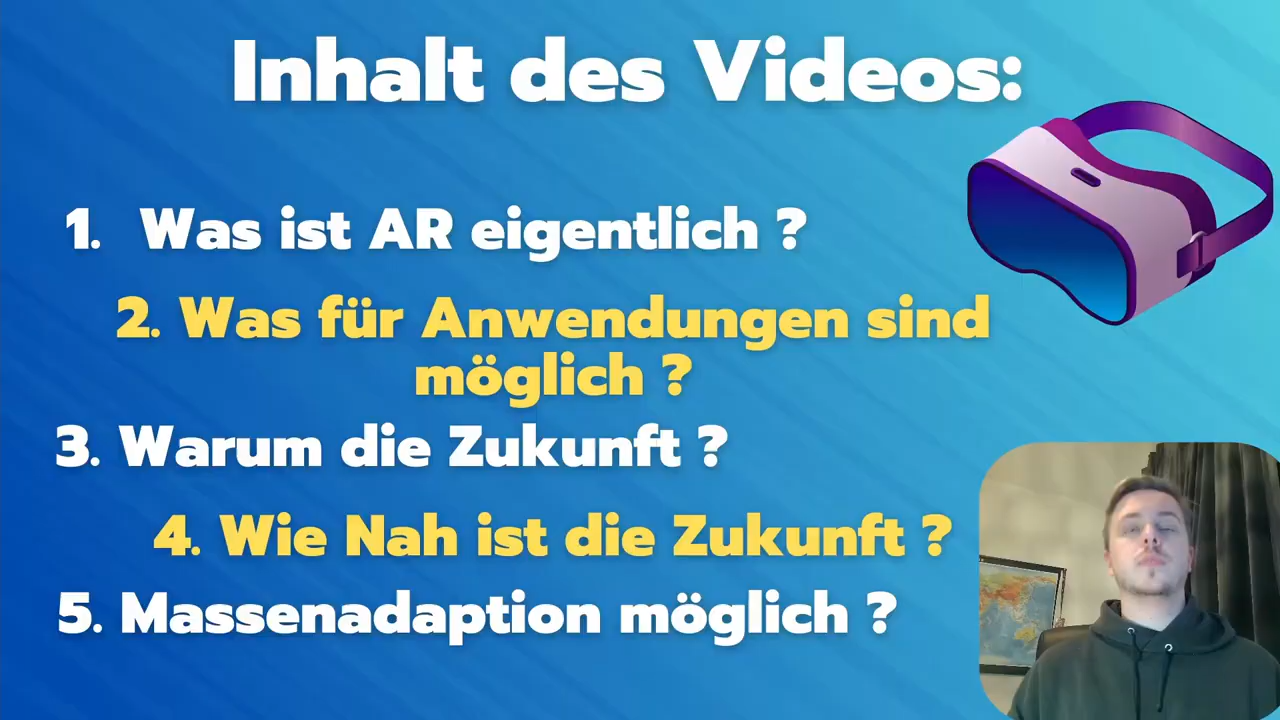 Inhalt des Videos:
1. Was ist AR eigentlich ?
2. Was für Anwendungen sind
möglich ?
3. Warum die Zukunft ?
4. Wie Nah ist die Zukunft ?
5. Massenadaption möglich ?